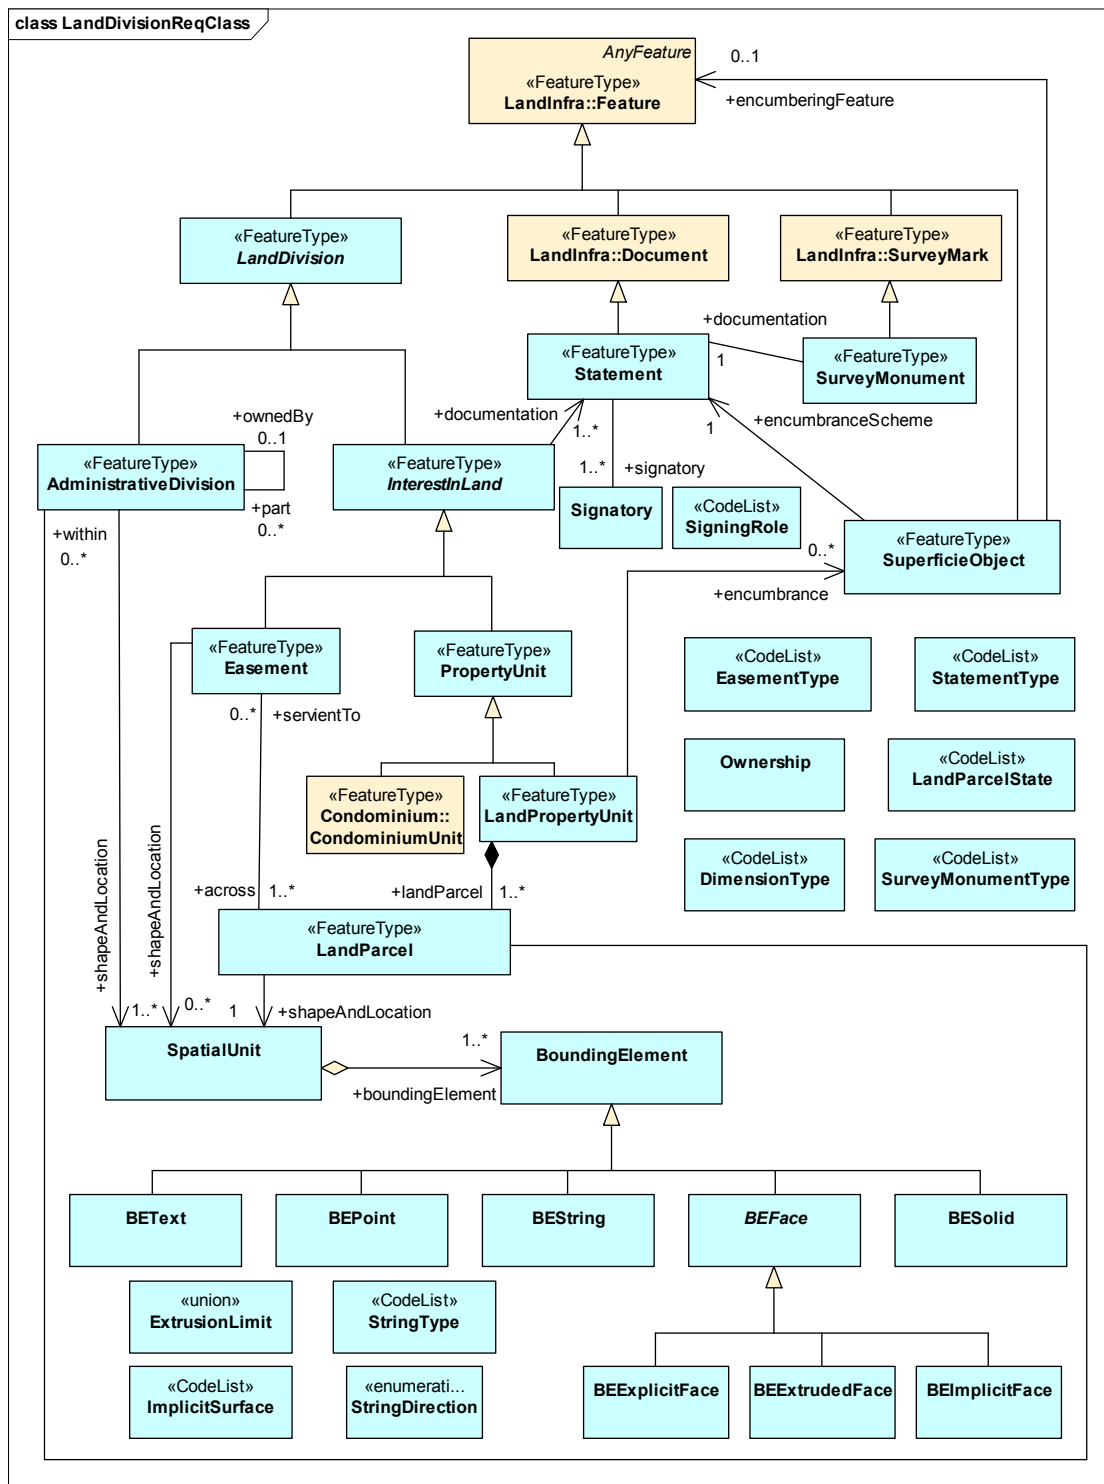 class LandDivisionReqClass
AnyFeature
«FeatureType»
LandInfra::Feature
0..1
+encumberingFeature
«FeatureType»
LandDivision
«FeatureType»
LandInfra::Document
«FeatureType»
LandInfra::SurveyMark
+documentation
1
«FeatureType»
Statement
«FeatureType»
SurveyMonument
+ownedBy
0..1
+documentation
1..*
1
+encumbranceScheme
«FeatureType»
AdministrativeDivision
+part
0..*
«FeatureType»
InterestInLand
1..*
+signatory
Signatory
«CodeList»
SigningRole
+within
0..*
0..*
«FeatureType»
SuperficieObject
+encumbrance
«FeatureType»
Easement
«FeatureType»
PropertyUnit
«CodeList»
EasementType
«CodeList»
StatementType
0..*
+servientTo
«FeatureType»
Condominium::
CondominiumUnit
«FeatureType»
LandPropertyUnit
Ownership
«CodeList»
LandParcelState
«CodeList»
DimensionType
«CodeList»
SurveyMonumentType
+shapeAndLocation
+shapeAndLocation
+across
1..*
+landParcel
1..*
«FeatureType»
LandParcel
1..*
0..*
1
+shapeAndLocation
SpatialUnit
1..*
+boundingElement
BoundingElement
BEText
BEPoint
BEString
BEFace
BESolid
«union»
ExtrusionLimit
«CodeList»
StringType
«CodeList»
ImplicitSurface
«enumerati...
StringDirection
BEExplicitFace
BEExtrudedFace
BEImplicitFace